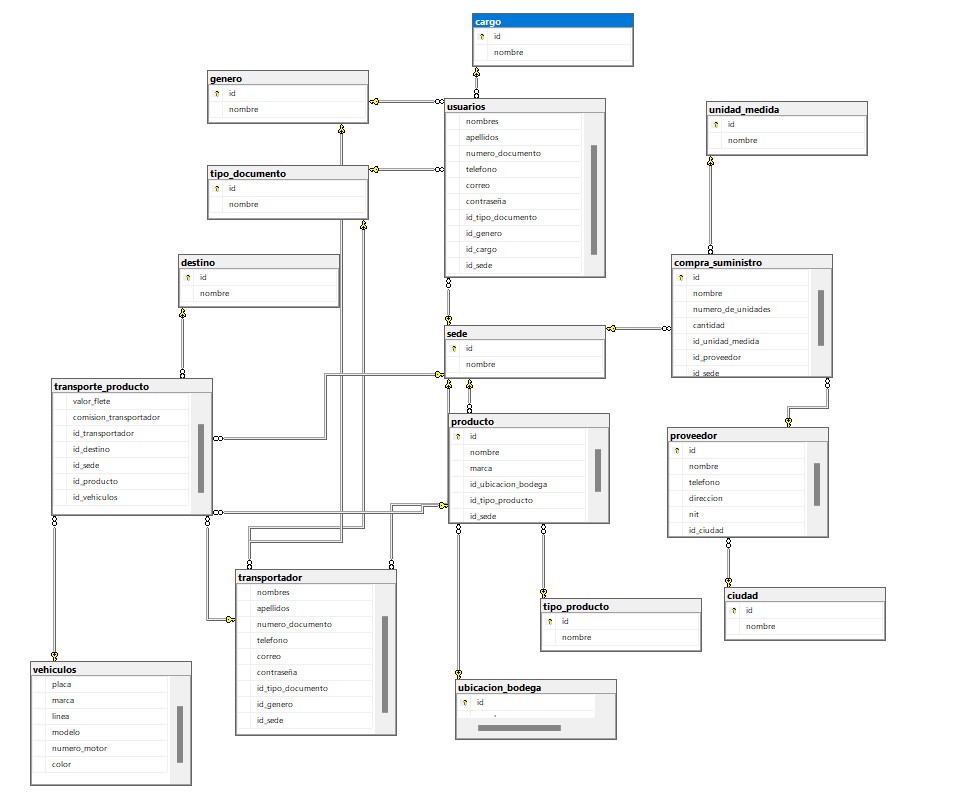 cargo
id
nombre
genero
id
nombre
usuarios
nombres
apellidos
numero_documento
telefono
correo
contraseña
id_tipo_documento
id_genero
id_cargo
id_sede
unidad_medida
id
nombre
tipo_documento
id
nombre
destino
id
nombre
compra_suministro
id
nombre
numero_de_unidades
cantidad
id_unidad_medida
id_proveedor
id_sede
sede
id
nombre
transporte_producto
valor_flete
comision_transportador
id_transportador
id_destino
id_sede
id_producto
id_vehiculos
producto
id
nombre
marca
id_ubicacion_bodega
id_tipo_producto
id_sede
proveedor
id
nombre
telefono
direccion
nit
id_ciudad
transportador
nombres
apellidos
numero_documento
telefono
correo
contraseña
id_tipo_documento
id_genero
id_sede
tipo_producto
id
nombre
ciudad
id
nombre
vehiculos
placa
marca
linea
modelo
numero_motor
color
ubicacion_bodega
id